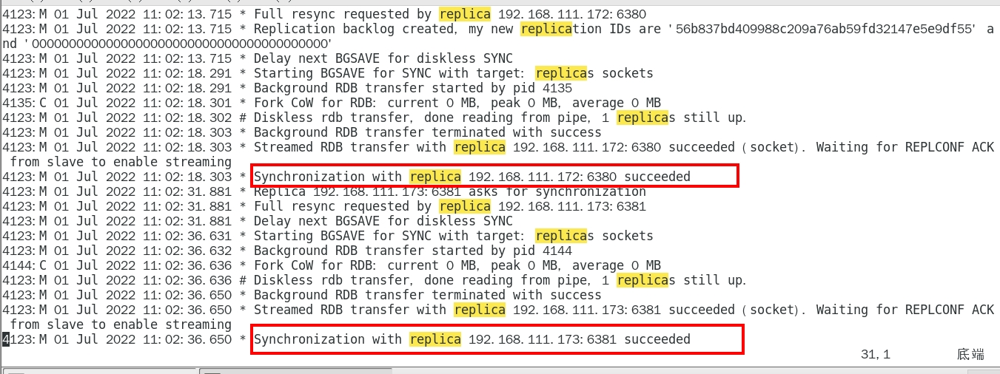 4123:M 01 Jul 2022 11:02:13.715 * Full resync requested by replica 192.168.111.172:6380
4123:M 01 Jul 2022 11:02:13.715 * Replication backlog created, my new replication IDs are '56b837bd409988c209a76ab59fd32147e5e9df55' a
nd '0000000000000000000000000000000000000000'
4123:M 01 Jul 2022 11:02:13.715 * Delay next BGSAVE for diskless SYNC
4123:M 01 Jul 2022 11:02:18.291 * Starting BGSAVE for SYNC with target: replicas sockets
4123:M 01 Jul 2022 11:02:18.291 * Background RDB transfer started by pid 4135
4135:C 01 Jul 2022 11:02:18.301 * Fork CoW for RDB: current 0 MB, peak 0 MB, average 0 MB
4123:M 01 Jul 2022 11:02:18.302 # Diskless rdb transfer, done reading from pipe, 1 replicas still up.
4123:M 01 Jul 2022 11:02:18.303 * Background RDB transfer terminated with success
4123:M 01 Jul 2022 11:02:18.303 * Streamed RDB transfer with replica 192.168.111.172:6380 succeeded (socket). Waiting for REPLCONF ACK
from slave to enable streaming
4123:M 01 Jul 2022 11:02:18.303 * Synchronization with replica 192.168.111.172:6380 succeeded
4123:M 01 Jul 2022 11:02:31.881 * Replica 192.168.111.173:6381 asks for synchronization
4123:M 01 Jul 2022 11:02:31.881 * Full resync requested by replica 192.168.111.173:6381
4123:M 01 Jul 2022 11:02:31.881 * Delay next BGSAVE for diskless SYNC
4123:M 01 Jul 2022 11:02:36.631 * Starting BGSAVE for SYNC with target: replicas sockets
4123:M 01 Jul 2022 11:02:36.632 * Background RDB transfer started by pid 4144
4144:C 01 Jul 2022 11:02:36.636 * Fork CoW for RDB: current 0 MB, peak 0 MB, average 0 MB
4123:M 01 Jul 2022 11:02:36.636 # Diskless rdb transfer, done reading from pipe, 1 replicas still up.
4123:M 01 Jul 2022 11:02:36.650 * Background RDB transfer terminated with success
4123:M 01 Jul 2022 11:02:36.650 * Streamed RDB transfer with replica 192.168.111.173:6381 succeeded (socket). Waiting for REPLCONF ACK
from slave to enable streaming
4123:M 01 Jul 2022 11:02:36.650 * Synchronization with replica 192.168.111.173:6381 succeeded
31,1 底端